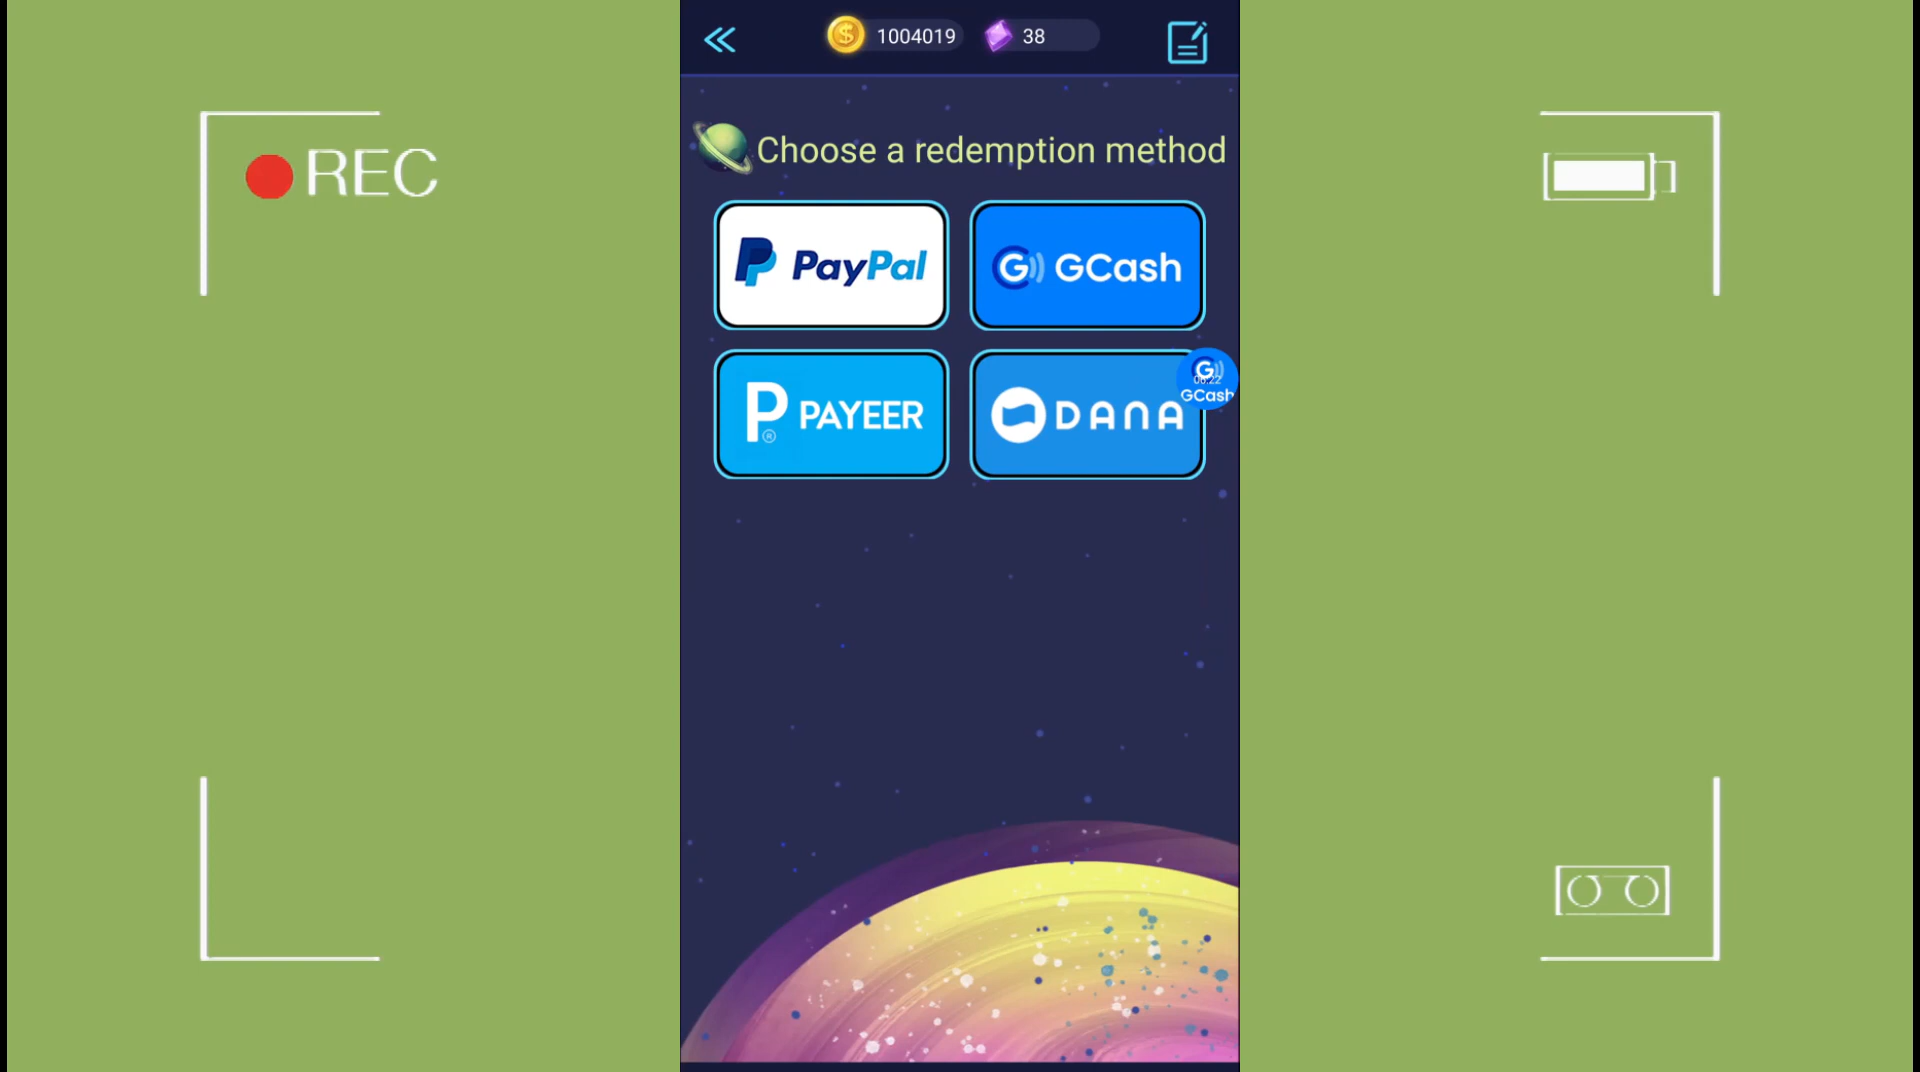 1004019 38
REC
Choose a redemption method
PayPal GCash
PAYEER DANA
GCash